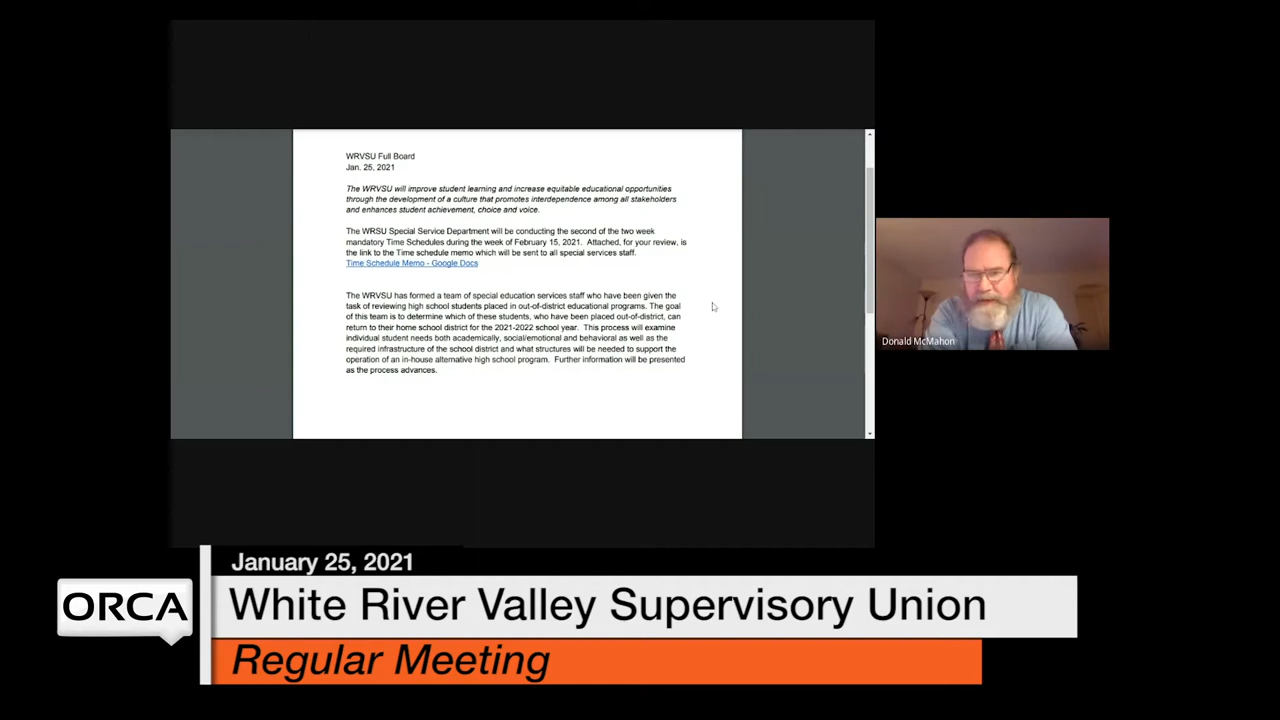 WRVSU Full Board
Jan. 25, 2021
The WRVSU will improve student learning and increase equitable educational opportunities
through the development of a culture that promotes interdependence among all stakeholders
and enhances student achievement, choice and voice.
The WRSU Special Service Department will be conducting the second of the two week
mandatory Time Schedules during the week of February 15, 2021. Attached, for your review, is
the link to the Time schedule memo which will be sent to all special services staff.
Time Schedule Memo - Google Docs
The WRVSU has formed a team of special education services staff who have been given the
task of reviewing high school students placed in out-of-district educational programs. The goal
of this team is to determine which of these students, who have been placed out-of-district, can
return to their home school district for the 2021-2022 school year. This process will examine
individual student needs both academically, social/emotional and behavioral as well as the
required infrastructure of the school district and what structures will be needed to support the
operation of an in-house alternative high school program. Further information will be presented
as the process advances.
Donald McMahon
January 25, 2021
ORCA
White River Valley Supervisory Union
Regular Meeting